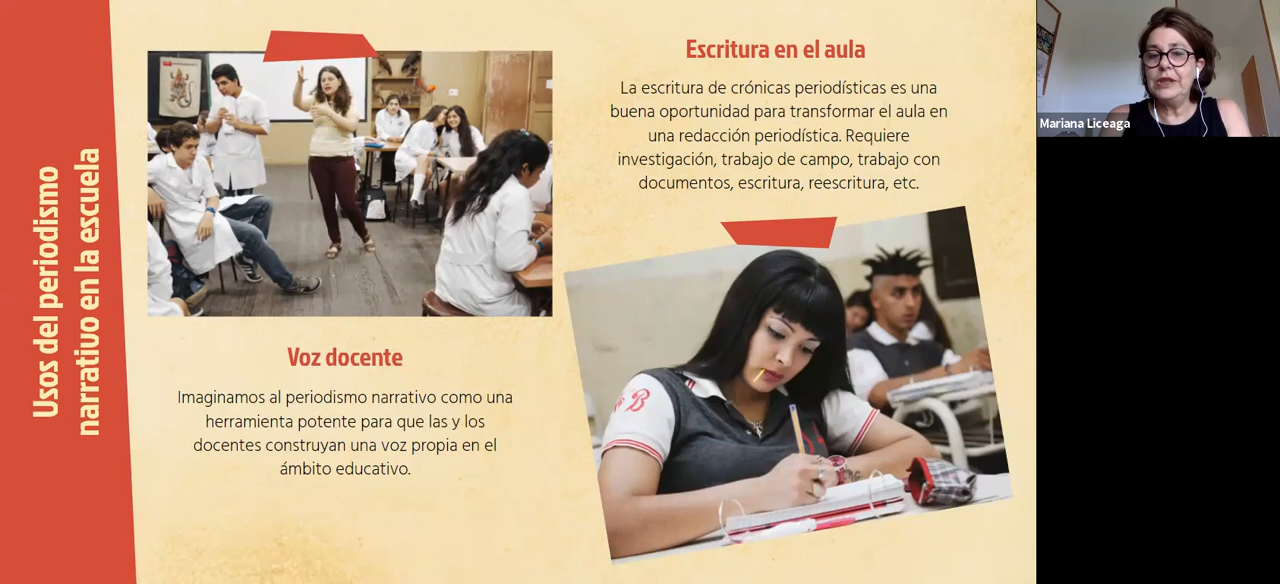 Usos del periodismo
narrativo en la escuela
Voz docente
Imaginamos al periodismo narrativo como una
herramienta potente para que las y los
docentes construyan una voz propia en el
ámbito educativo.
Escritura en el aula
La escritura de crónicas periodísticas es una
buena oportunidad para transformar el aula en
una redacción periodística. Requiere
investigación, trabajo de campo, trabajo con
documentos, escritura, reescritura, etc.
B
Mariana Liceaga